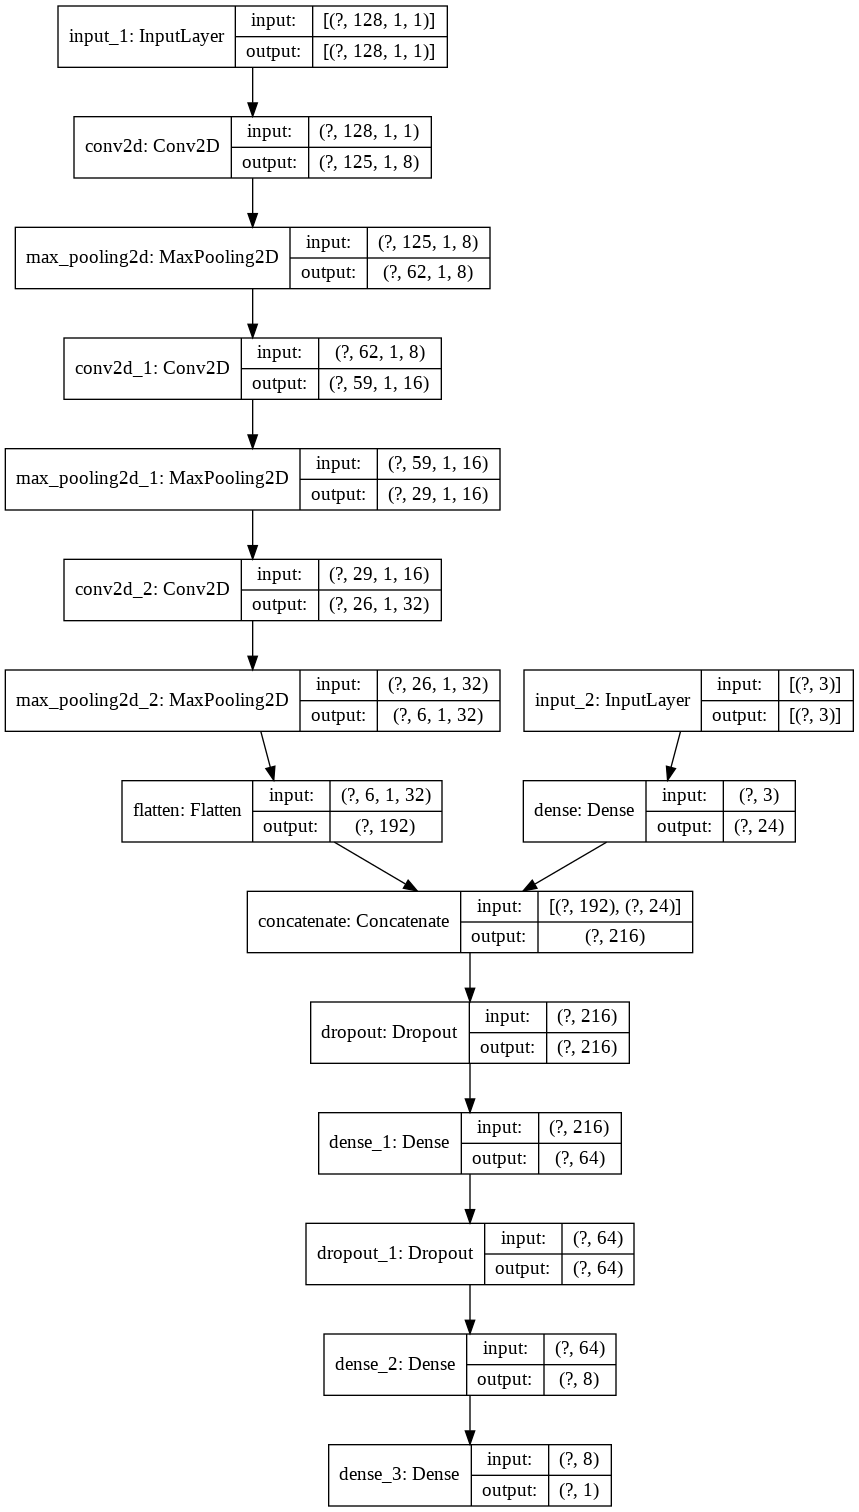 input_1: InputLayer
input: [(?, 128, 1, 1)]
output: [(?, 128, 1, 1)]
conv2d: Conv2D
input: (?, 128, 1, 1)
output: (?, 125, 1, 8)
max_pooling2d: MaxPooling2D
input: (?, 125, 1, 8)
output: (?, 62, 1, 8)
conv2d_1: Conv2D
input: (?, 62, 1, 8)
output: (?, 59, 1, 16)
max_pooling2d_1: MaxPooling2D
input: (?, 59, 1, 16)
output: (?, 29, 1, 16)
conv2d_2: Conv2D
input: (?, 29, 1, 16)
output: (?, 26, 1, 32)
max_pooling2d_2: MaxPooling2D
input: (?, 26, 1, 32)
output: (?, 6, 1, 32)
input_2: InputLayer
input: [(?, 3)]
output: [(?, 3)]
flatten: Flatten
input: (?, 6, 1, 32)
output: (?, 192)
dense: Dense
input: (?, 3)
output: (?, 24)
concatenate: Concatenate
input: [(?, 192), (?, 24)]
output: (?, 216)
dropout: Dropout
input: (?, 216)
output: (?, 216)
dense_1: Dense
input: (?, 216)
output: (?, 64)
dropout_1: Dropout
input: (?, 64)
output: (?, 64)
dense_2: Dense
input: (?, 64)
output: (?, 8)
dense_3: Dense
input: (?, 8)
output: (?, 1)